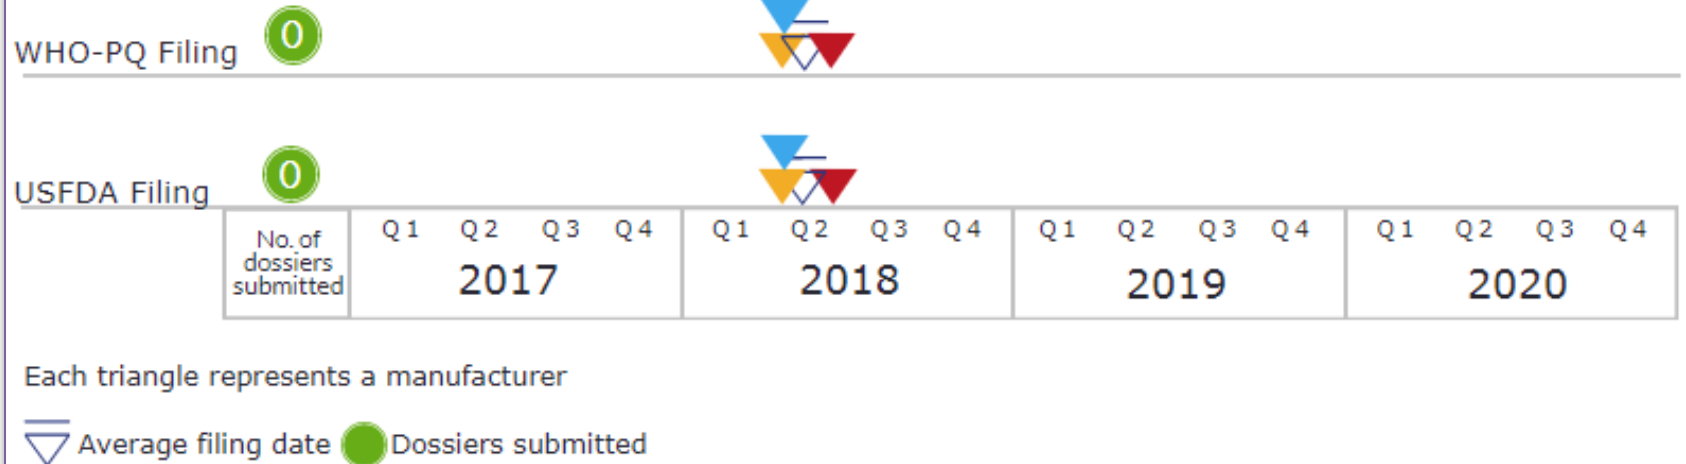 WHO-PQ Filing 0
USFDA Filing 0
No. of
dossiers
submitted
Q1 Q2 Q3 Q4 Q1 Q2 Q3 Q4 Q1 Q2 Q3 Q4 Q1 Q2 Q3 Q4
2017 2018 2019 2020
Each triangle represents a manufacturer
Average filing date Dossiers submitted